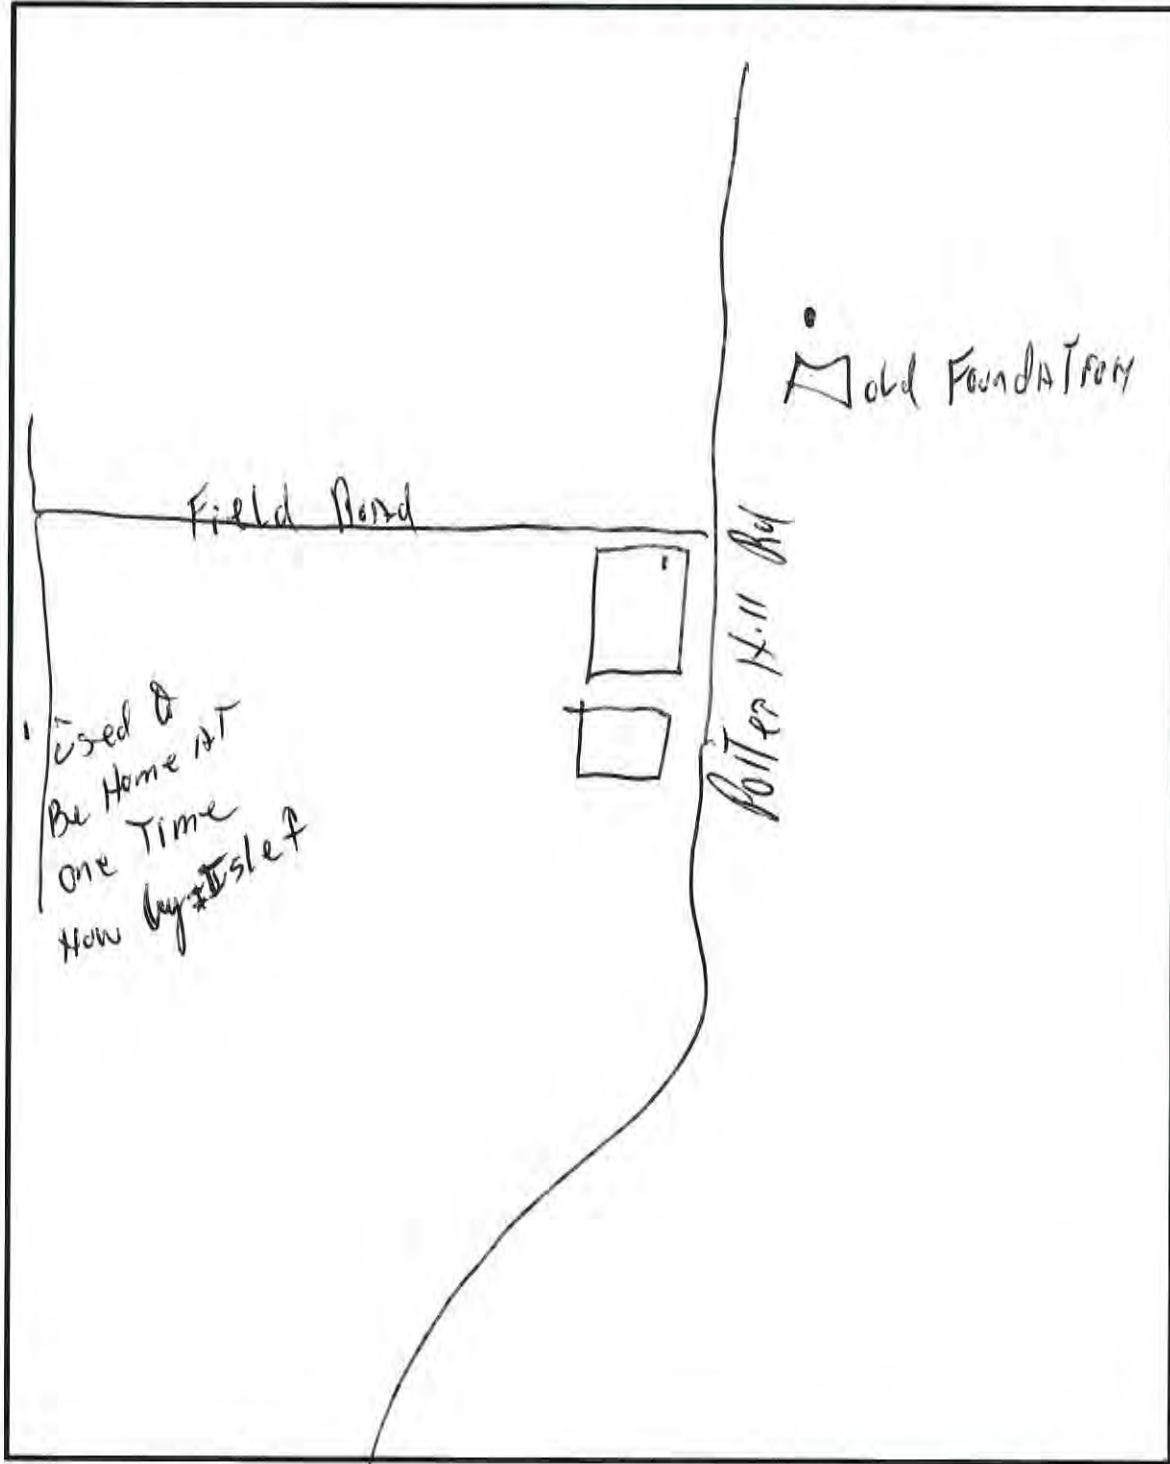 old Foundation
Field Road
Potter Hill Rd
Used to
Be Home at
one Time
Now